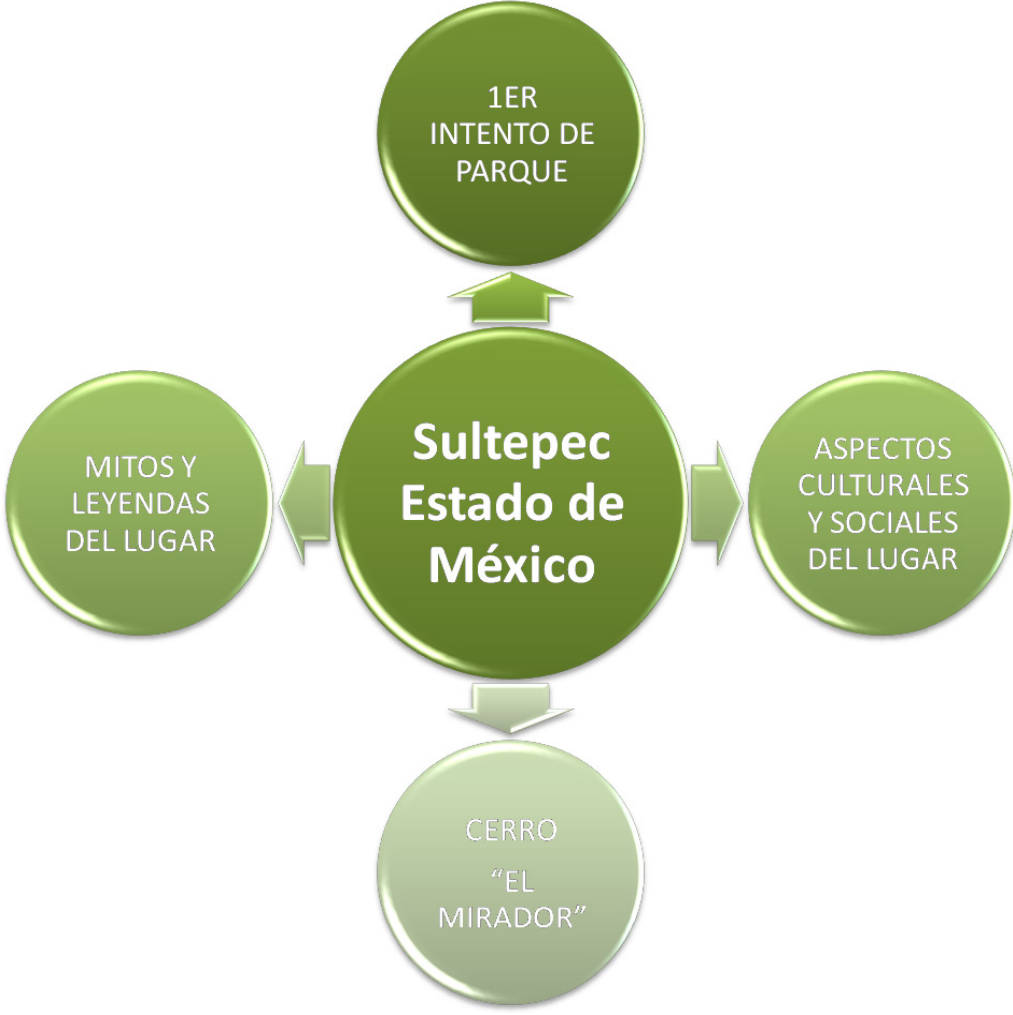 1ER
INTENTO DE
PARQUE
MITOS Y
LEYENDAS
DEL LUGAR
Sultepec
Estado de
México
ASPECTOS
CULTURALES
Y SOCIALES
DEL LUGAR
CERRO
“EL
MIRADOR”